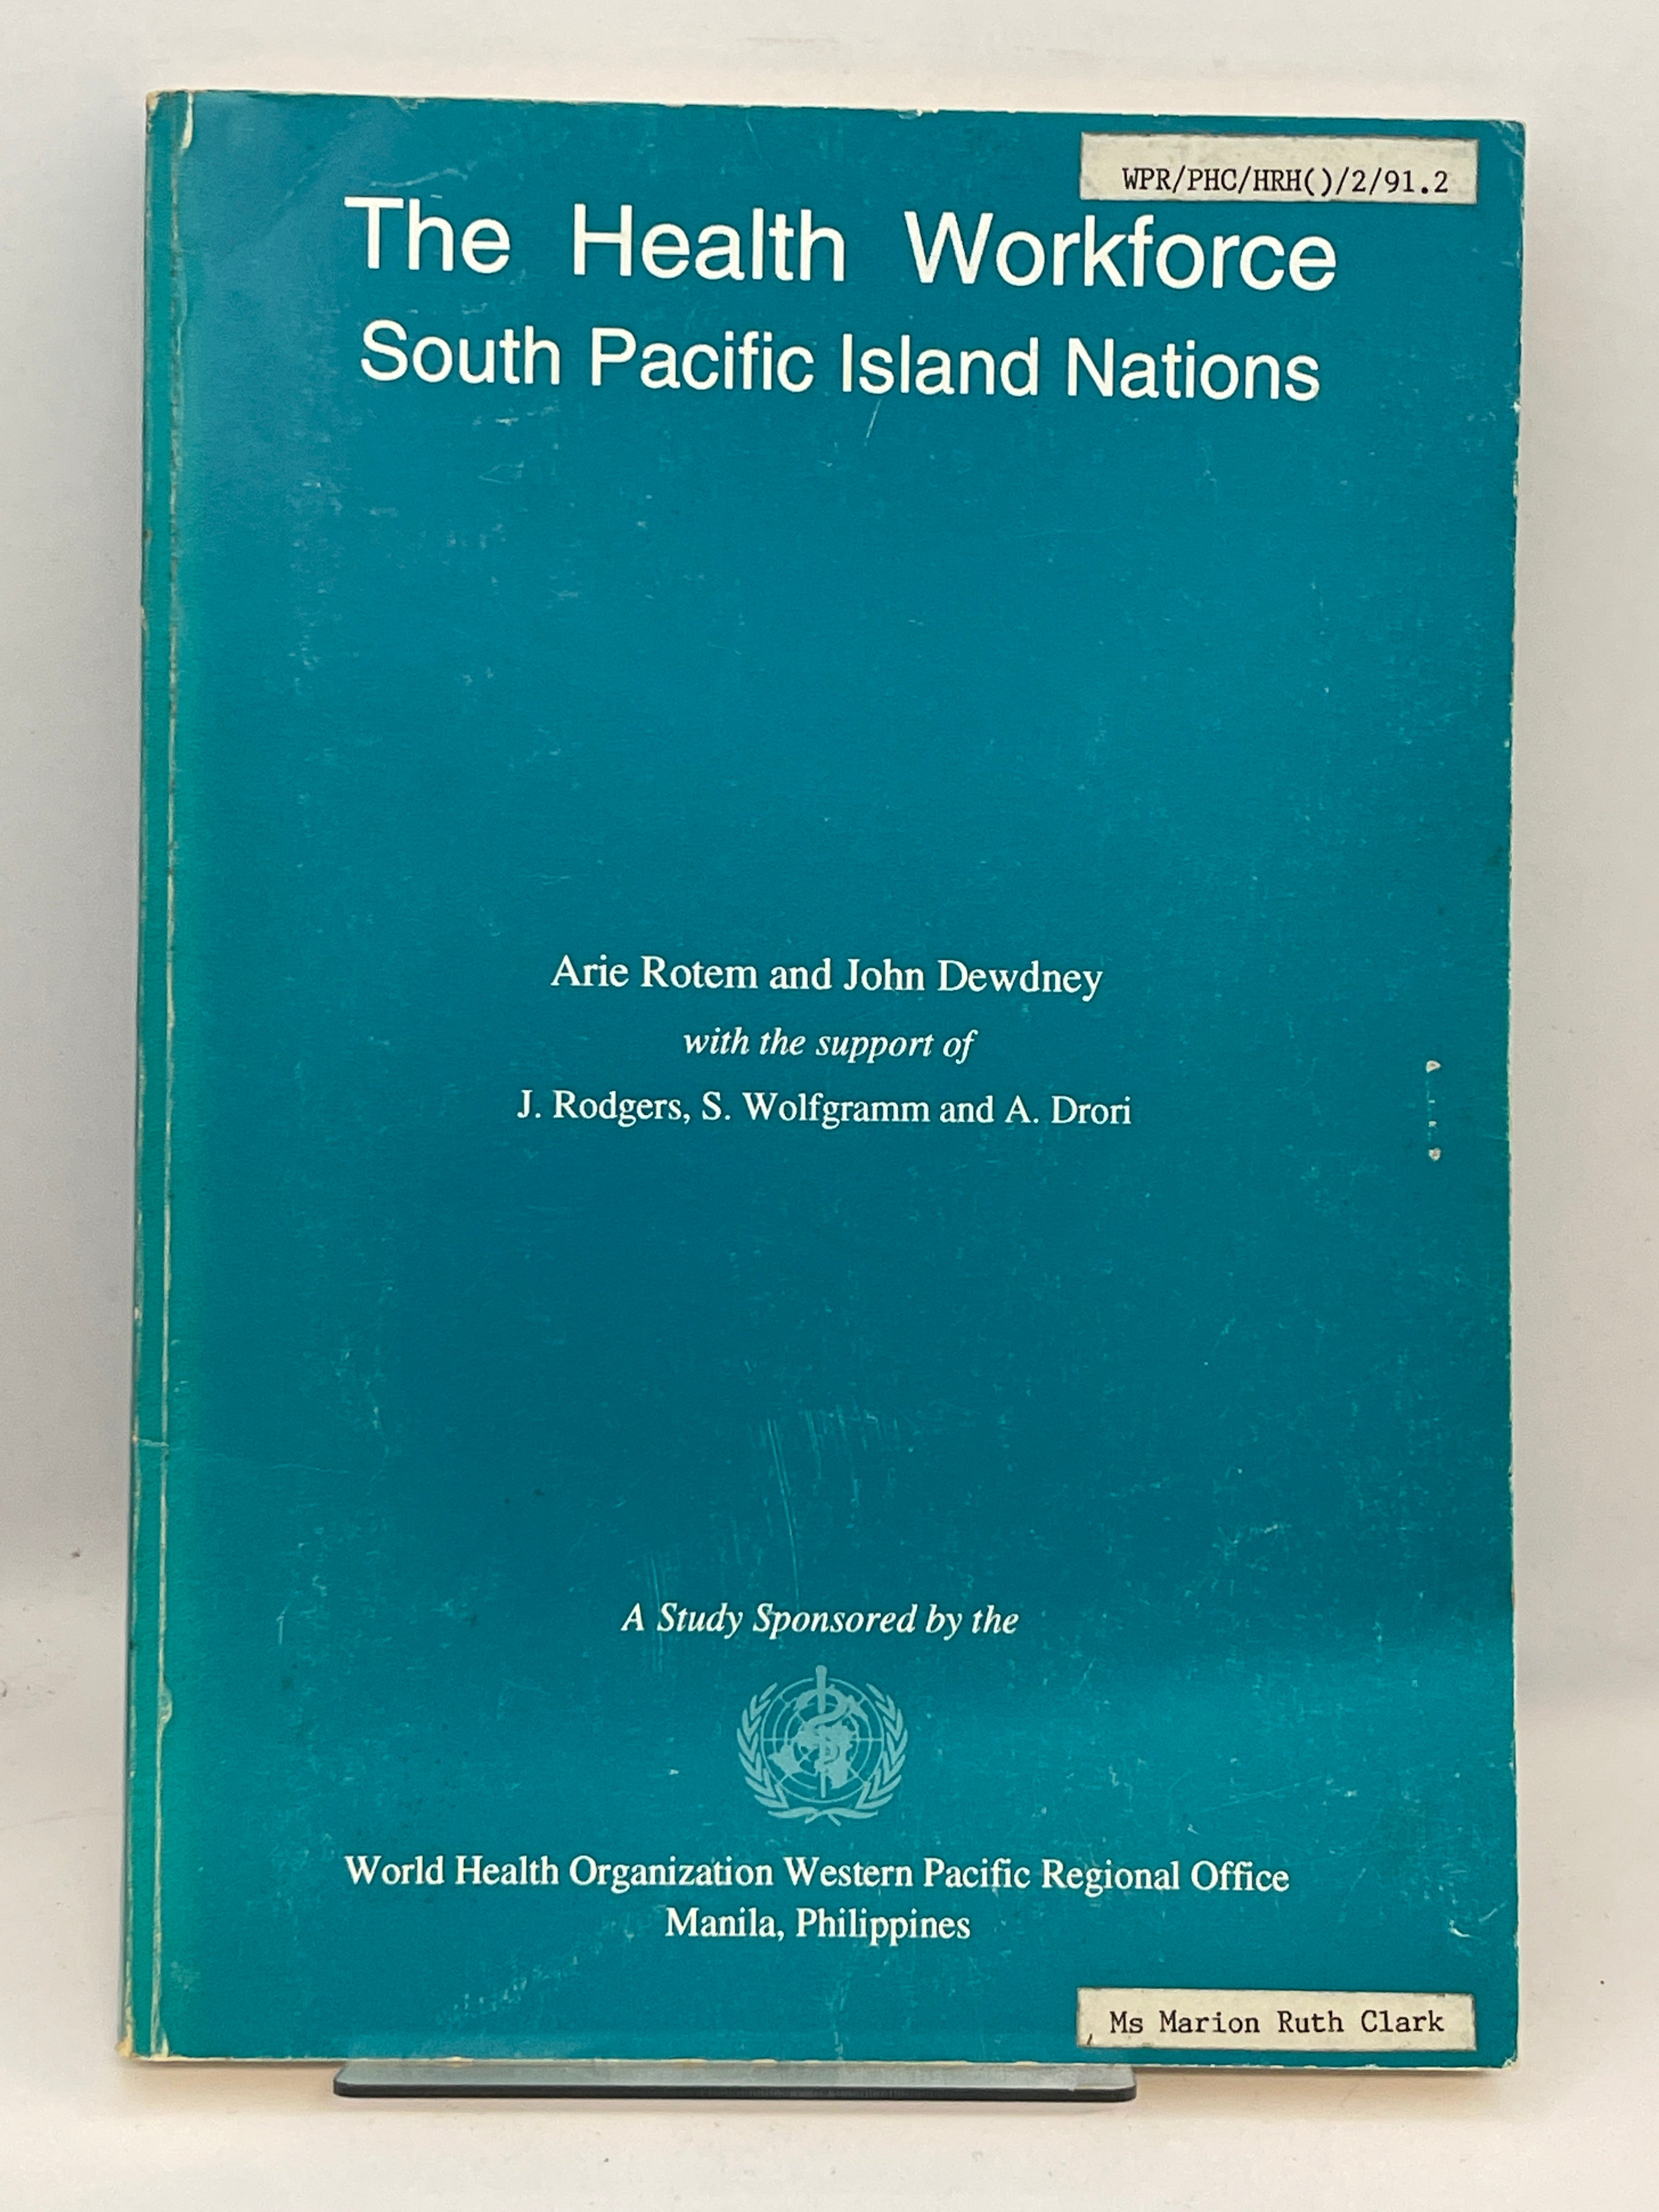 WPR/PHC/HRH()/2/91.2
The Health Workforce
South Pacific Island Nations
Arie Rotem and John Dewdney
with the support of
J. Rodgers, S. Wolfgramm and A. Drori
A Study Sponsored by the
World Health Organization Western Pacific Regional Office
Manila, Philippines
Ms Marion Ruth Clark